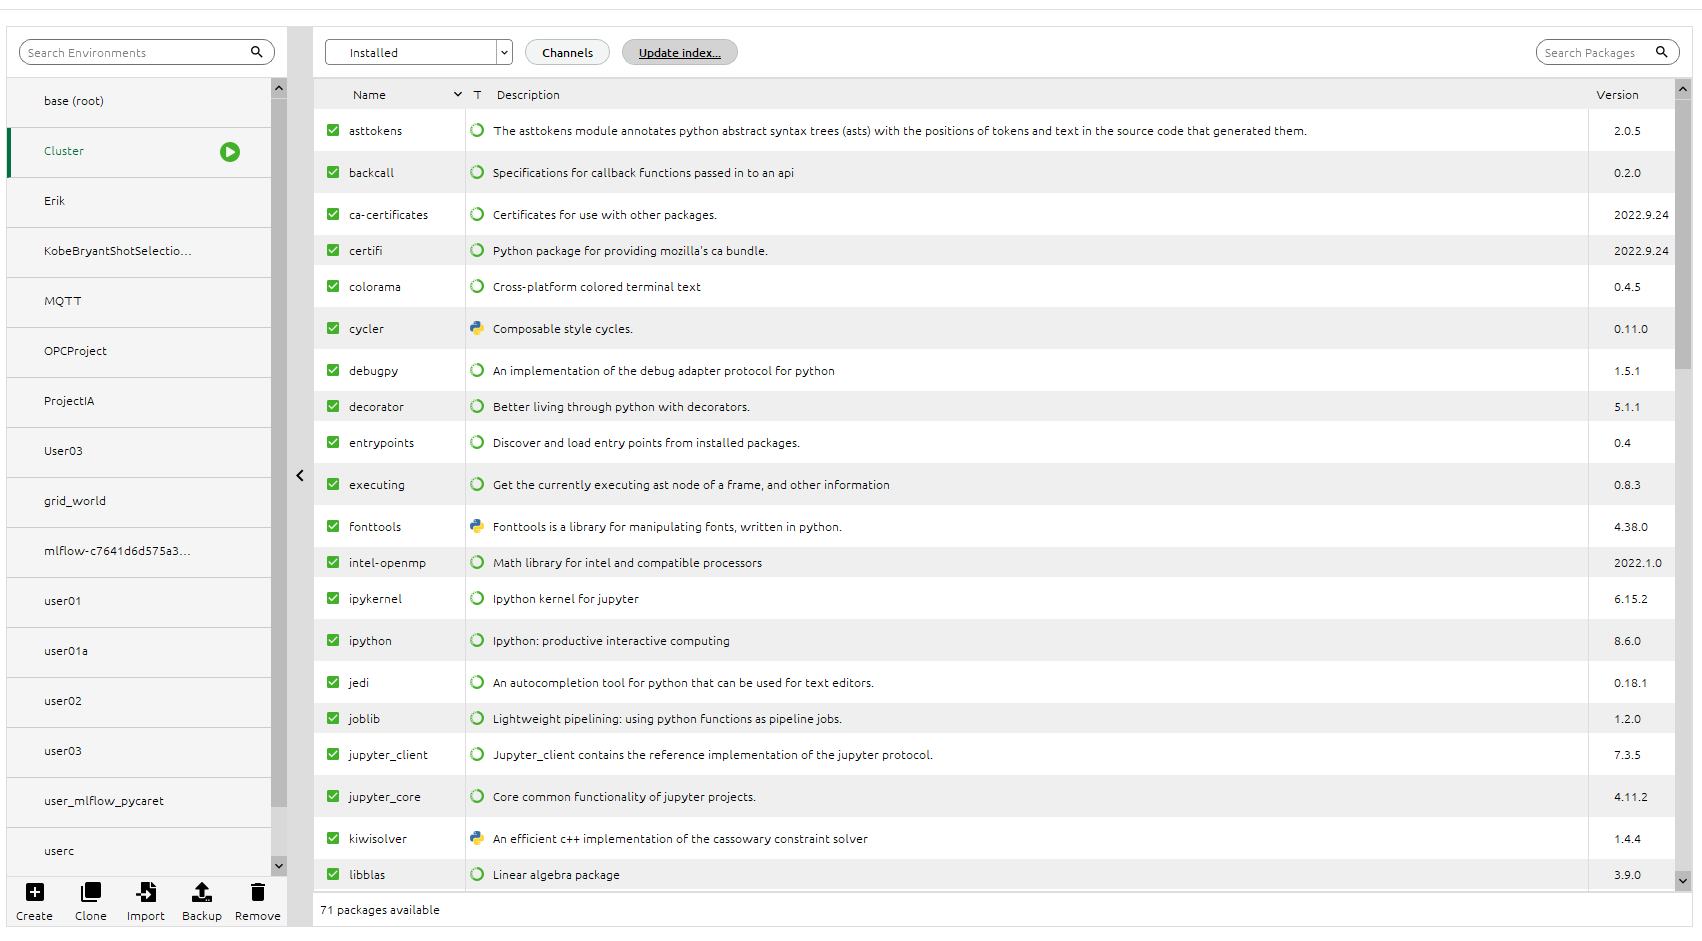 Search Environments
Installed
Channels
Update index...
Search Packages
base (root)
Cluster
Erik
KobeBryantShotSelectio...
MQTT
OPCProject
ProjectIA
User03
grid_world
mlflow-c7641d6d575a3...
user01
user01a
user02
user03
user_mlflow_pycaret
userc
Create Clone Import Backup Remove
Name T Description Version
asttokens The asttokens module annotates python abstract syntax trees (asts) with the positions of tokens and text in the source code that generated them. 2.0.5
backcall Specifications for callback functions passed in to an api 0.2.0
ca-certificates Certificates for use with other packages. 2022.9.24
certifi Python package for providing mozilla's ca bundle. 2022.9.24
colorama Cross-platform colored terminal text 0.4.5
cycler Composable style cycles. 0.11.0
debugpy An implementation of the debug adapter protocol for python 1.5.1
decorator Better living through python with decorators. 5.1.1
entrypoints Discover and load entry points from installed packages. 0.4
executing Get the currently executing ast node of a frame, and other information 0.8.3
fonttools Fonttools is a library for manipulating fonts, written in python. 4.38.0
intel-openmp Math library for intel and compatible processors 2022.1.0
ipykernel Ipython kernel for jupyter 6.15.2
ipython Ipython: productive interactive computing 8.6.0
jedi An autocompletion tool for python that can be used for text editors. 0.18.1
joblib Lightweight pipelining: using python functions as pipeline jobs. 1.2.0
jupyter_client Jupyter_client contains the reference implementation of the jupyter protocol. 7.3.5
jupyter_core Core common functionality of jupyter projects. 4.11.2
kiwisolver An efficient c++ implementation of the cassowary constraint solver 1.4.4
libblas Linear algebra package 3.9.0
71 packages available